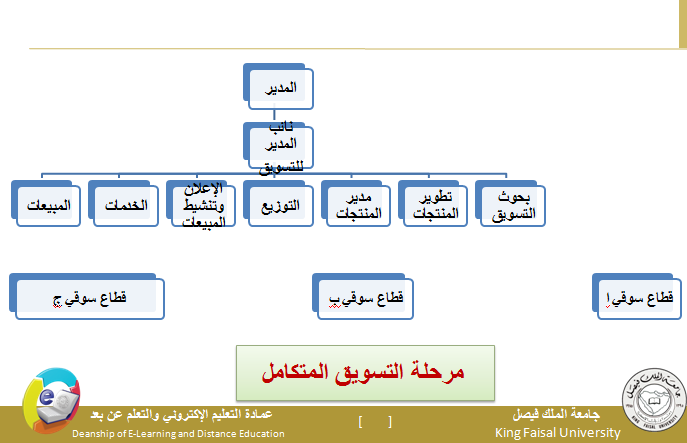 المدير
نائب
المدير
للتسويق
بحوث
التسويق
تطوير
المنتجات
مدير
المنتجات
التوزيع
الإعلان
وتنشيط
المبيعات
الخدمات
المبيعات
قطاع سوقي ا
قطاع سوقي ب
قطاع سوقي ج
مرحلة التسويق المتكامل
جامعة الملك فيصل
King Faisal University
[ ]
عمادة التعليم الإكتروني والتعلم عن بعد
Deanship of E-Learning and Distance Education